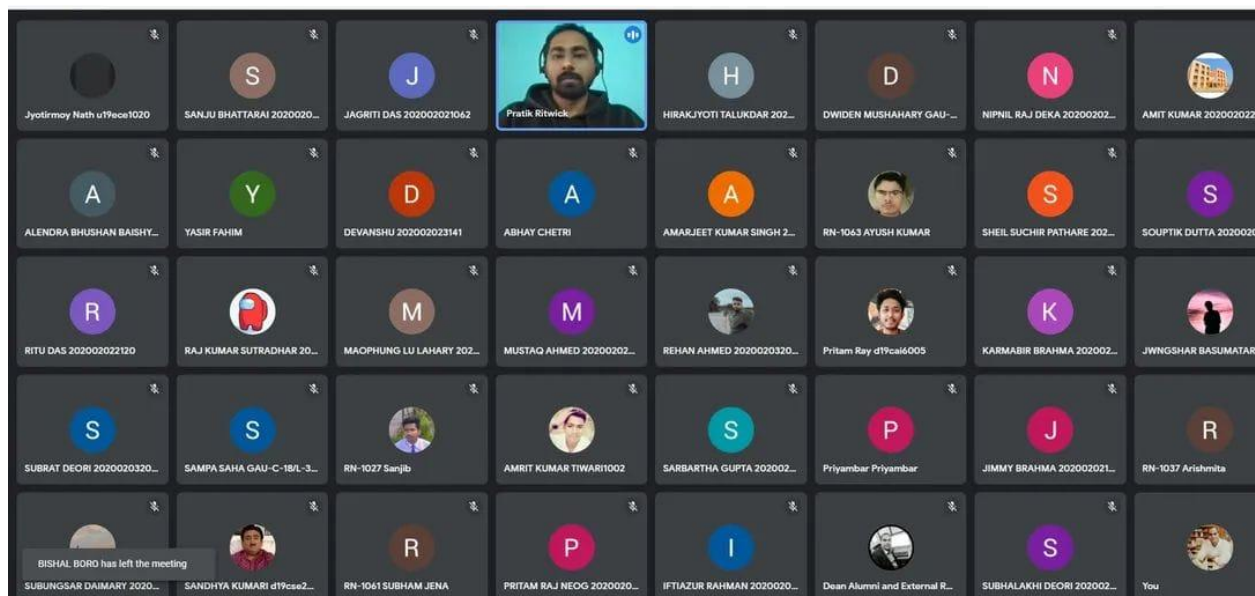 Jyotirmoy Nath u19ece1020
S
SANJU BHATTARAI 2020020...
J
JAGRITI DAS 202002021062
Pratik Ritwick
H
HIRAKJYOTI TALUKDAR 202...
D
DWIDEN MUSHAHARY GAU-...
N
NIPNIL RAJ DEKA 20200202...
AMIT KUMAR 202002022
A
ALENDRA BHUSHAN BAISHY...
Y
YASIR FAHIM
D
DEVANSHU 202002023141
A
ABHAY CHETRI
A
AMARJEET KUMAR SINGH 2...
RN-1063 AYUSH KUMAR
S
SHEIL SUCHIR PATHARE 202...
S
SOUPTIK DUTTA 2020020
R
RITU DAS 202002022120
RAJ KUMAR SUTRADHAR 20...
M
MAOPHUNG LU LAHARY 202...
M
MUSTAQ AHMED 20200202...
REHAN AHMED 2020020320...
Pritam Ray d19cai6005
K
KARMABIR BRAHMA 202002...
JWNGSHAR BASUMATAR
S
SUBRAT DEORI 2020020320...
S
SAMPA SAHA GAU-C-18/L-3...
RN-1027 Sanjib
AMRIT KUMAR TIWARI1002
S
SARBARTHA GUPTA 202002...
P
Priyambar Priyambar
J
JIMMY BRAHMA 202002021...
R
RN-1037 Arishmita
BISHAL BORO has left the meeting
SUBUNGSAR DAIMARY 2020...
SANDHYA KUMARI d19cse2...
R
RN-1061 SUBHAM JENA
P
PRITAM RAJ NEOG 2020020...
I
IFTIAZUR RAHMAN 2020020...
Dean Alumni and External R...
S
SUBHALAKHI DEORI 202002...
You